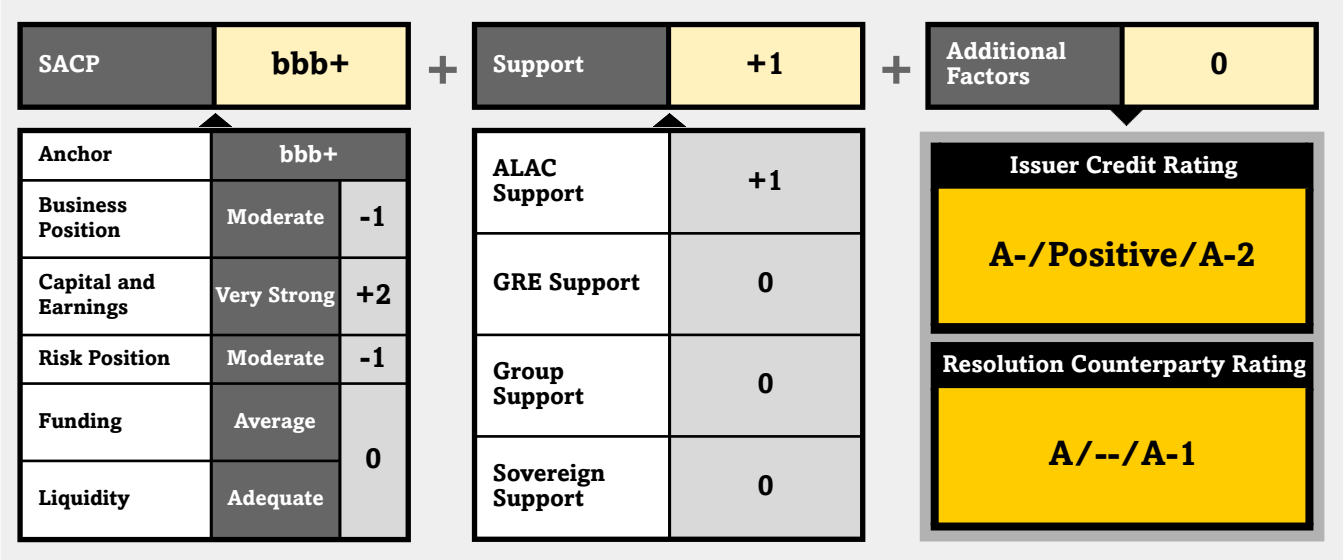 SACP
bbb+
+
Support
+1
+
Additional
Factors
0
Anchor
bbb+
Business
Position
Moderate
-1
Capital and
Earnings
Very Strong
+2
Risk Position
Moderate
-1
Funding
Average
0
Liquidity
Adequate
ALAC
Support
+1
GRE Support
0
Group
Support
0
Sovereign
Support
0
Issuer Credit Rating
A-/Positive/A-2
Resolution Counterparty Rating
A/--/A-1